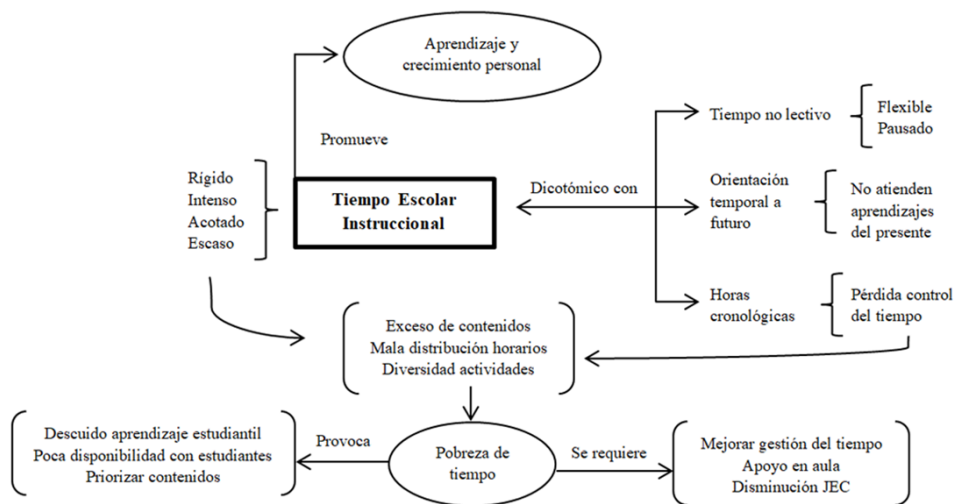 Aprendizaje y
crecimiento personal
Promueve
Rígido
Intenso
Acotado
Escaso
Tiempo Escolar
Instruccional
Dicotómico con
Tiempo no lectivo
Flexible
Pausado
Orientación
temporal a
futuro
No atienden
aprendizajes
del presente
Horas
cronológicas
Pérdida control
del tiempo
Exceso de contenidos
Mala distribución horarios
Diversidad actividades
Descuido aprendizaje estudiantil
Poca disponibilidad con estudiantes
Priorizar contenidos
Provoca
Pobreza de
tiempo
Se requiere
Mejorar gestión del tiempo
Apoyo en aula
Disminución JEC